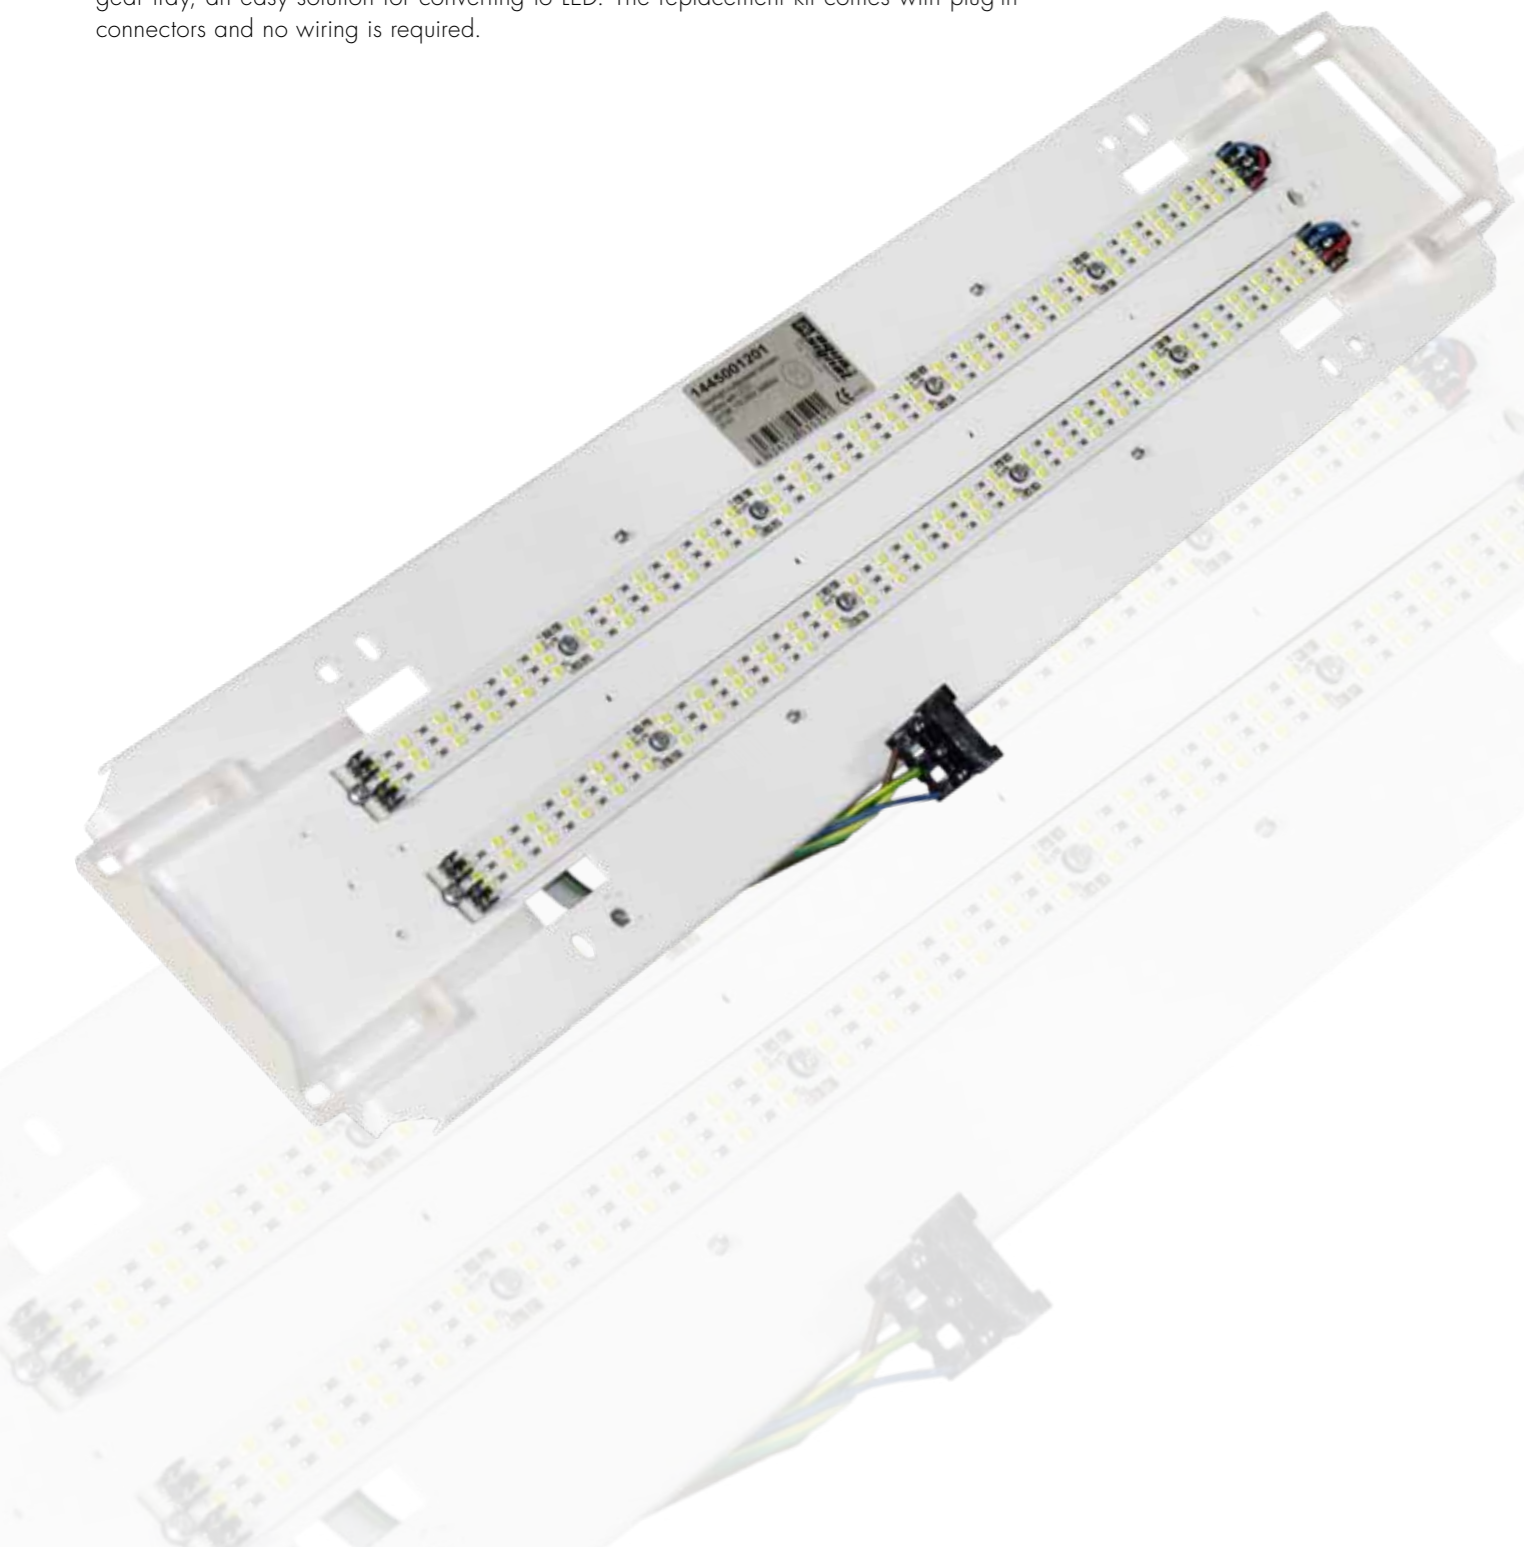 gear tray, an easy solution for converting to LED. The replacement kit comes with plug-in
connectors and no wiring is required.
1445001201
CE